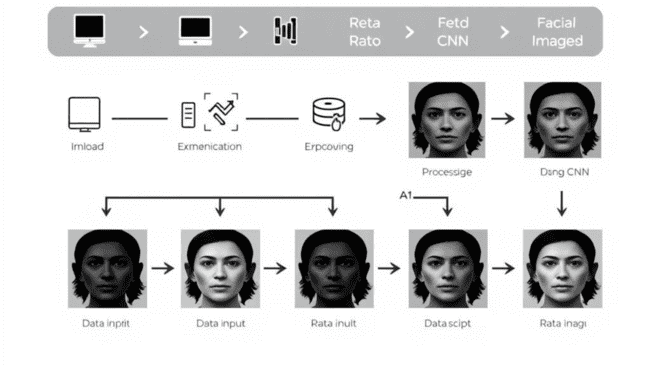 Reta
Rato
Fetd
CNN
Facial
Imaged
Imload
Exmenication
Erpcoving
Processige
Dsng CNN
A1
Data inprit
Data input
Rata inult
Data scipt
Rata inagi